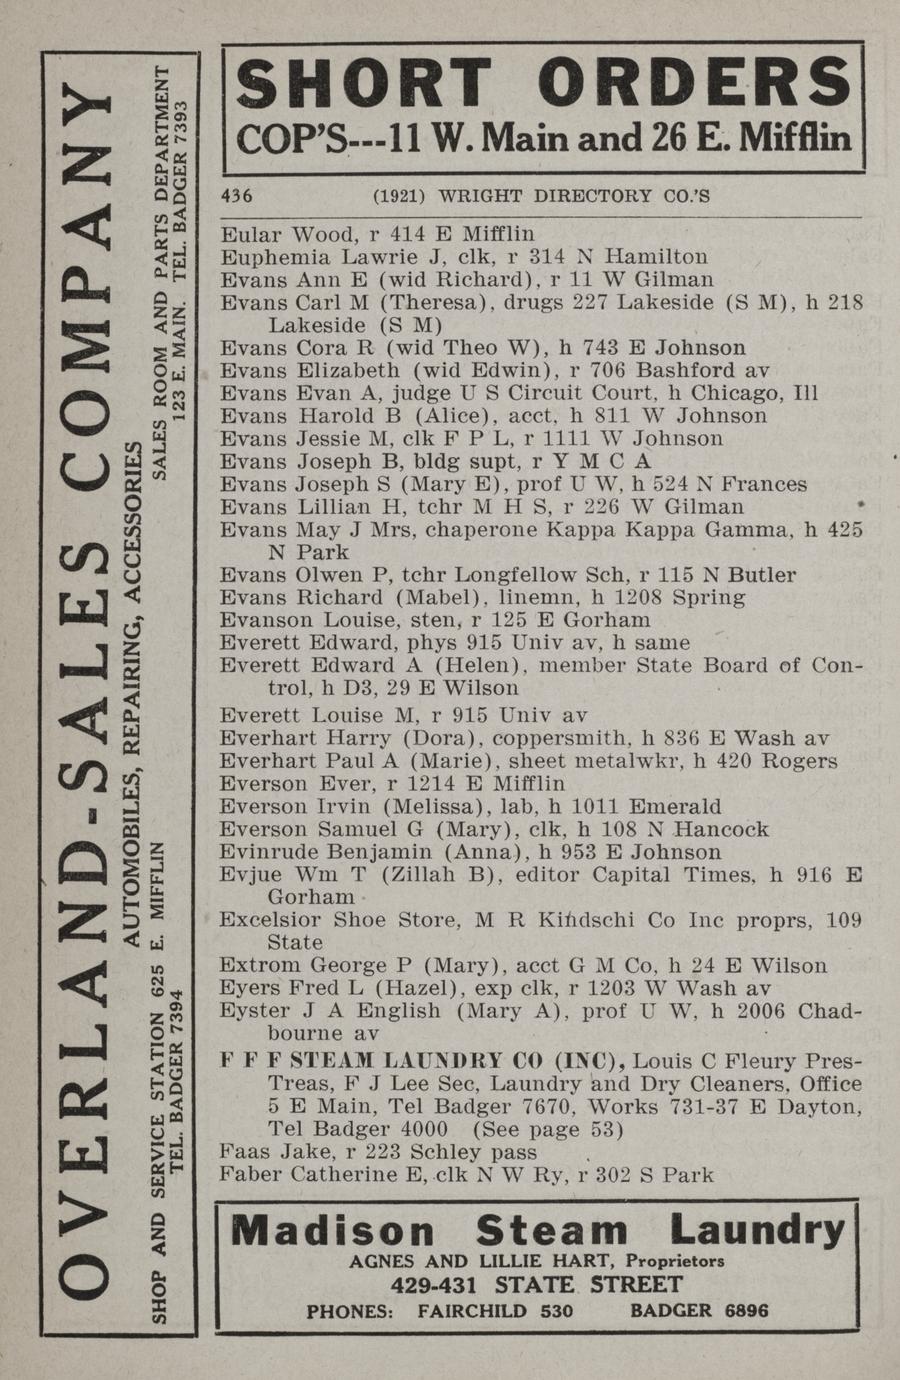 OVERLAND-SALES COMPANY
AUTOMOBILES, REPAIRING, ACCESSORIES
SHOP AND SERVICE STATION 625 E. MIFFLIN
TEL. BADGER 7394
SALES ROOM AND PARTS DEPARTMENT
123 E. MAIN. TEL. BADGER 7393
SHORT ORDERS
COP'S---11 W. Main and 26 E. Mifflin
436 (1921) WRIGHT DIRECTORY CO.'S
Eular Wood, r 414 E Mifflin
Euphemia Lawrie J, clk, r 314 N Hamilton
Evans Ann E (wid Richard), r 11 W Gilman
Evans Carl M (Theresa), drugs 227 Lakeside (S M), h 218
Lakeside (S M)
Evans Cora R (wid Theo W), h 743 E Johnson
Evans Elizabeth (wid Edwin), r 706 Bashford av
Evans Evan A, judge U S Circuit Court, h Chicago, Ill
Evans Harold B (Alice), acct, h 811 W Johnson
Evans Jessie M, clk F P L, r 1111 W Johnson
Evans Joseph B, bldg supt, r Y M C A
Evans Joseph S (Mary E), prof U W, h 524 N Frances
Evans Lillian H, tchr M H S, r 226 W Gilman
Evans May J Mrs, chaperone Kappa Kappa Gamma, h 425
N Park
Evans Olwen P, tchr Longfellow Sch, r 115 N Butler
Evans Richard (Mabel), linemn, h 1208 Spring
Evanson Louise, sten, r 125 E Gorham
Everett Edward, phys 915 Univ av, h same
Everett Edward A (Helen), member State Board of Con-
trol, h D3, 29 E Wilson
Everett Louise M, r 915 Univ av
Everhart Harry (Dora), coppersmith, h 836 E Wash av
Everhart Paul A (Marie), sheet metalwkr, h 420 Rogers
Everson Ever, r 1214 E Mifflin
Everson Irvin (Melissa), lab, h 1011 Emerald
Everson Samuel G (Mary), clk, h 108 N Hancock
Evinrude Benjamin (Anna), h 953 E Johnson
Evjue Wm T (Zillah B), editor Capital Times, h 916 E
Gorham
Excelsior Shoe Store, M R Kindschi Co Inc proprs, 109
State
Extrom George P (Mary), acct G M Co, h 24 E Wilson
Eyers Fred L (Hazel), exp clk, r 1203 W Wash av
Eyster J A English (Mary A), prof U W, h 2006 Chad-
bourne av
F F F STEAM LAUNDRY CO (INC), Louis C Fleury Pres-
Treas, F J Lee Sec, Laundry and Dry Cleaners, Office
5 E Main, Tel Badger 7670, Works 731-37 E Dayton,
Tel Badger 4000 (See page 53)
Faas Jake, r 223 Schley pass
Faber Catherine E, clk N W Ry, r 302 S Park
Madison Steam Laundry
AGNES AND LILLIE HART, Proprietors
429-431 STATE STREET
PHONES: FAIRCHILD 530 BADGER 6896